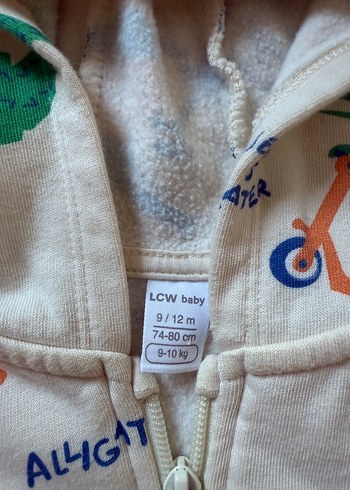 ATER
LCW baby
9 / 12 m
74-80 cm
9-10 kg
ALLIGAT